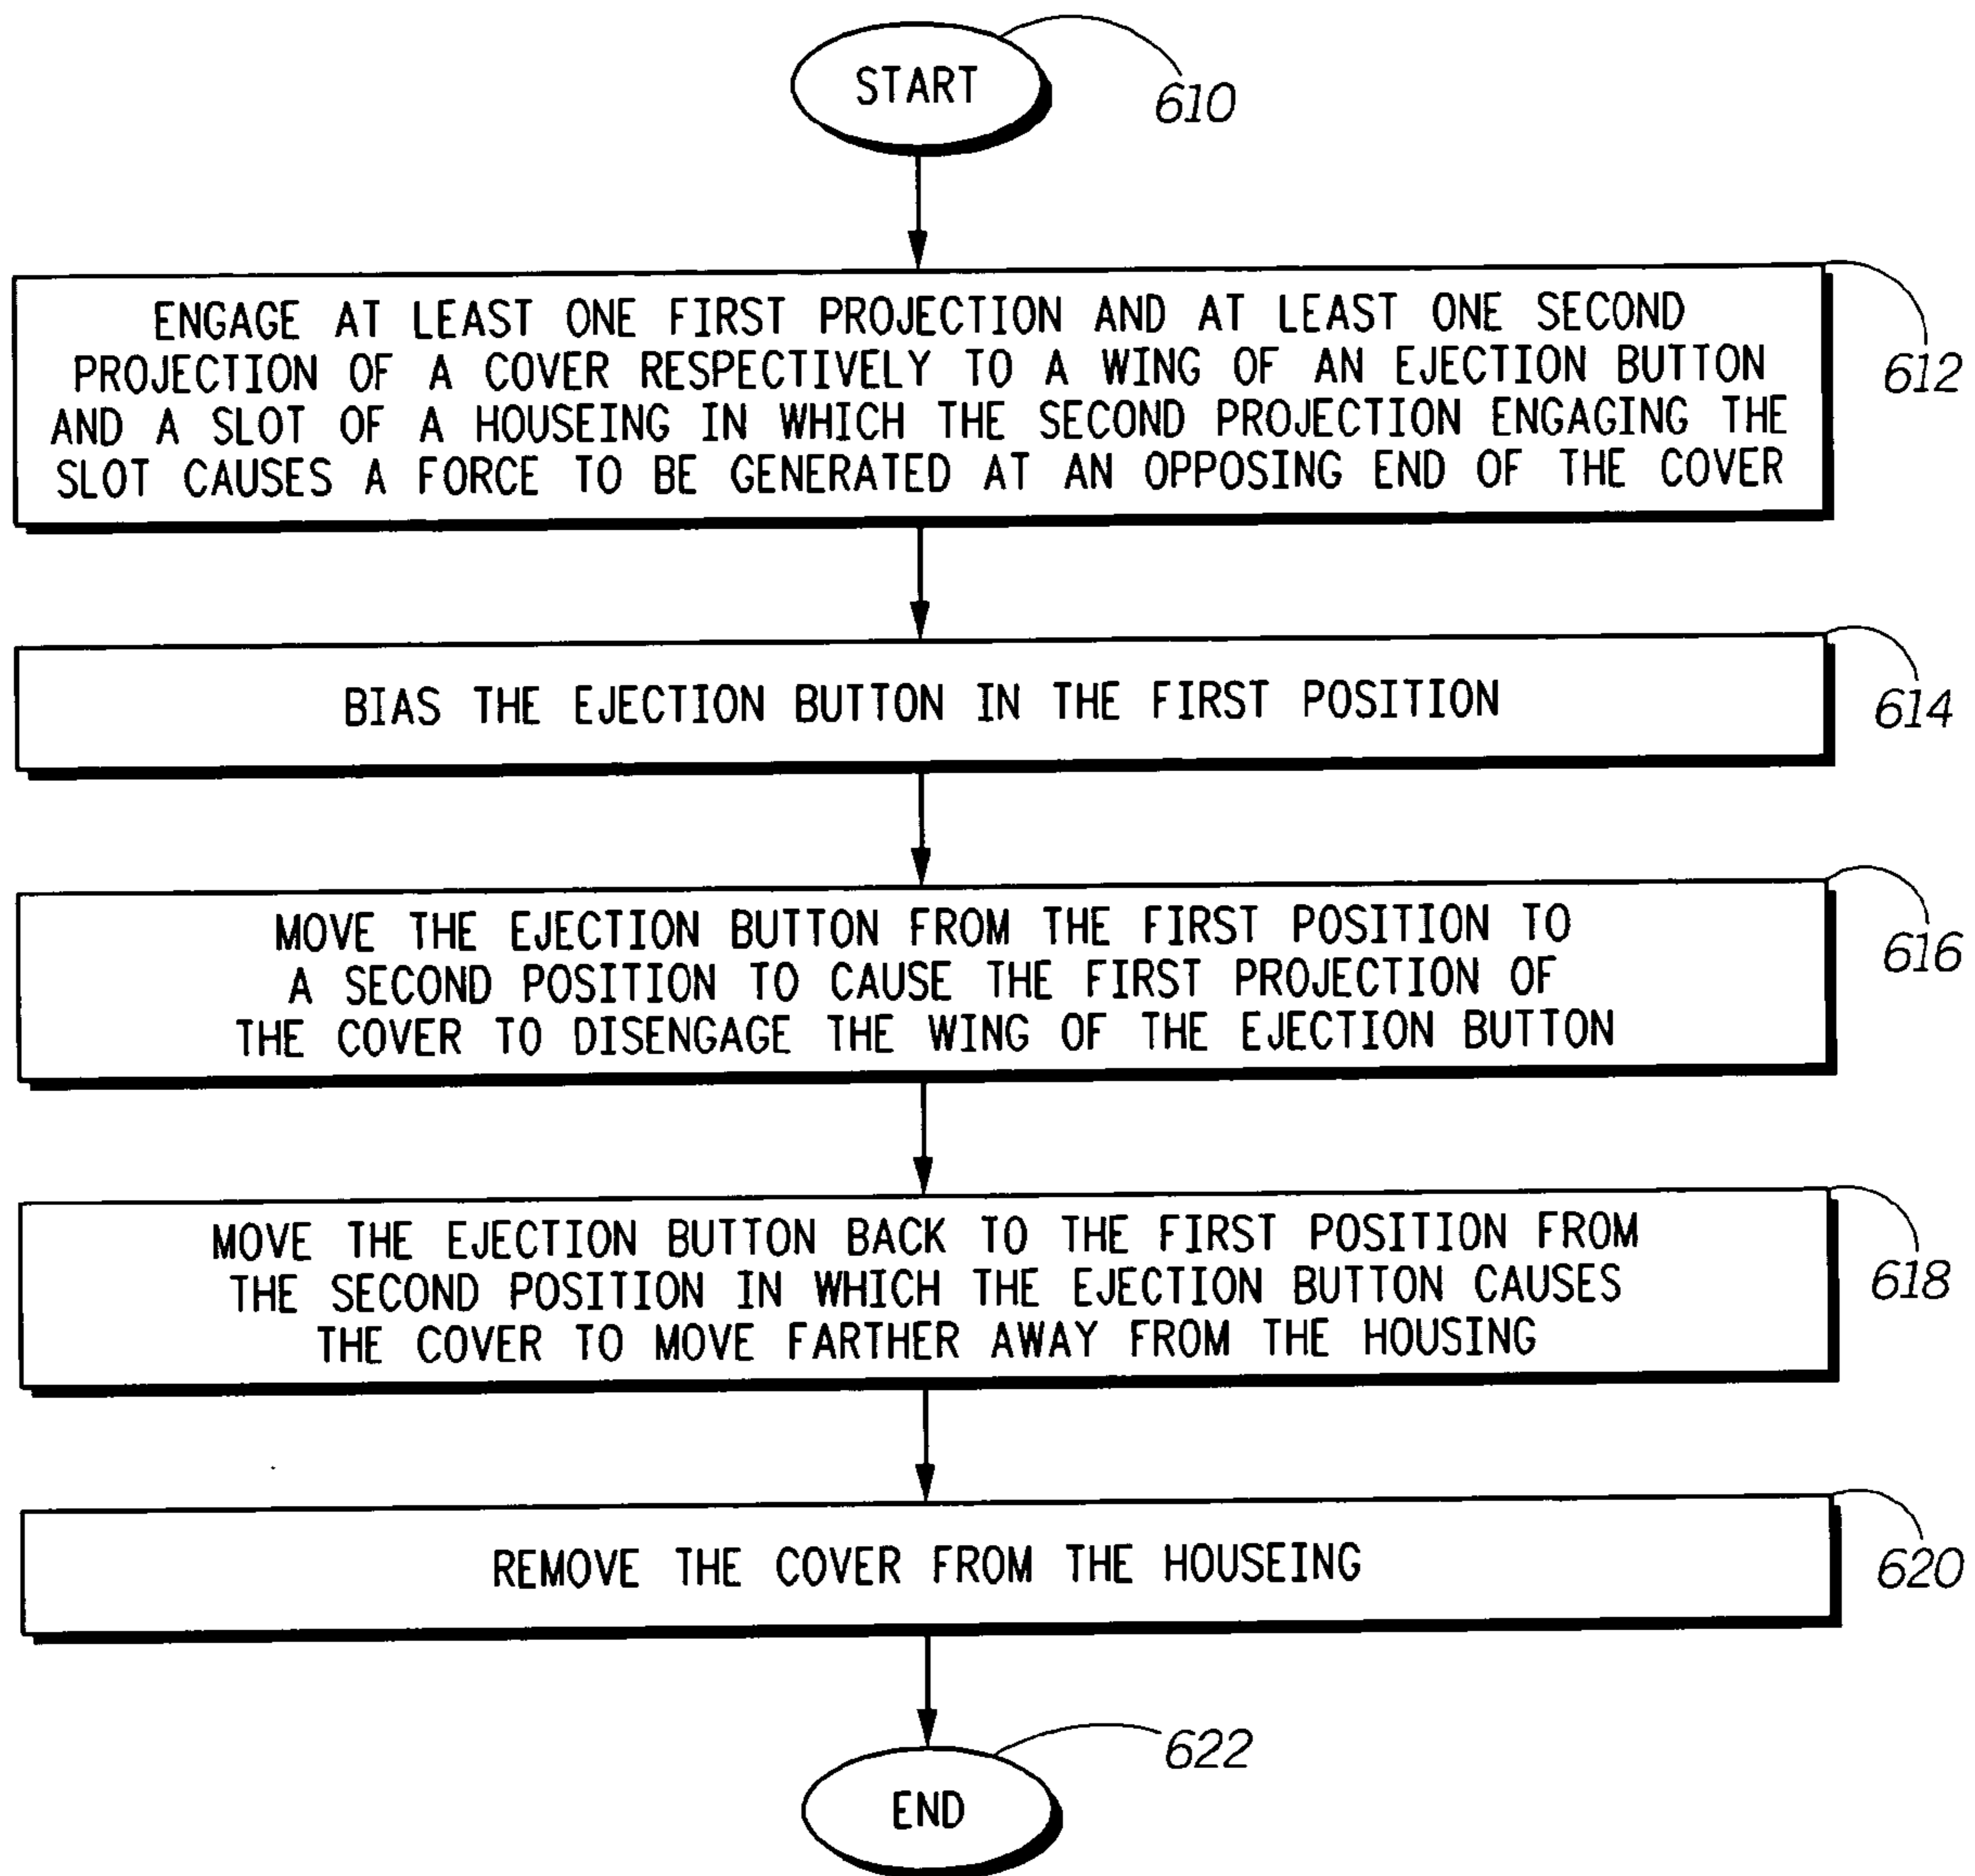 START
610
ENGAGE AT LEAST ONE FIRST PROJECTION AND AT LEAST ONE SECOND
PROJECTION OF A COVER RESPECTIVELY TO A WING OF AN EJECTION BUTTON
AND A SLOT OF A HOUSEING IN WHICH THE SECOND PROJECTION ENGAGING THE
SLOT CAUSES A FORCE TO BE GENERATED AT AN OPPOSING END OF THE COVER
612
BIAS THE EJECTION BUTTON IN THE FIRST POSITION
614
MOVE THE EJECTION BUTTON FROM THE FIRST POSITION TO
A SECOND POSITION TO CAUSE THE FIRST PROJECTION OF
THE COVER TO DISENGAGE THE WING OF THE EJECTION BUTTON
616
MOVE THE EJECTION BUTTON BACK TO THE FIRST POSITION FROM
THE SECOND POSITION IN WHICH THE EJECTION BUTTON CAUSES
THE COVER TO MOVE FARTHER AWAY FROM THE HOUSING
618
REMOVE THE COVER FROM THE HOUSEING
620
END
622